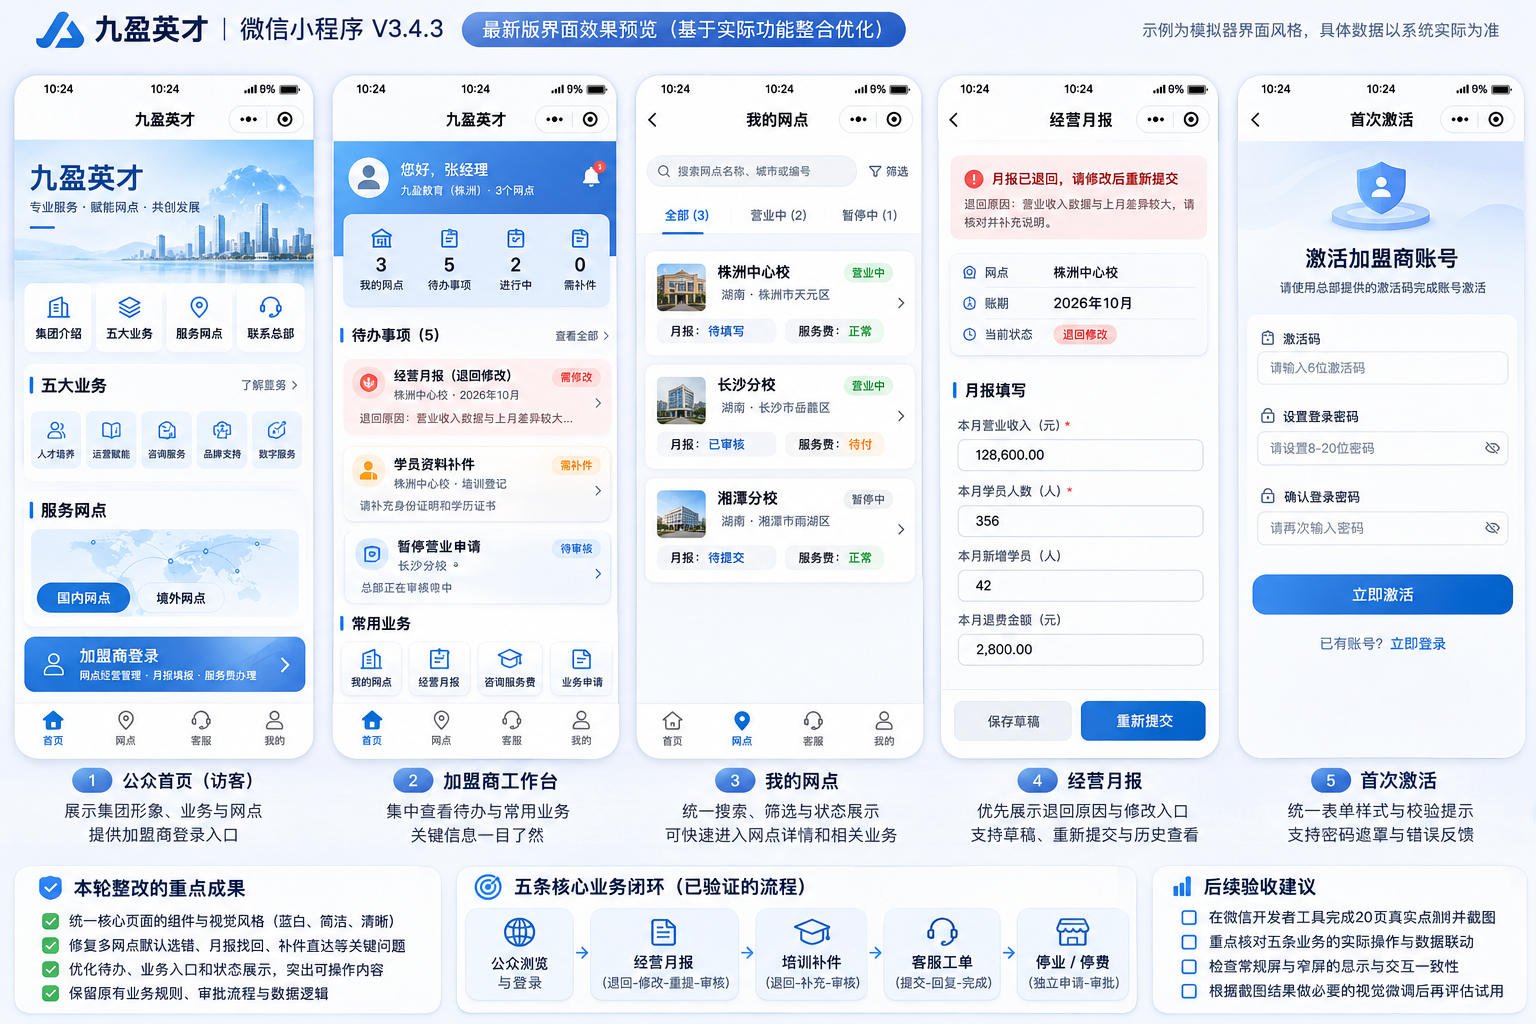 九盈英才 | 微信小程序 V3.4.3
最新版界面效果预览（基于实际功能整合优化）
示例为模拟器界面风格，具体数据以系统实际为准
10:24
10:24
9%
九盈英才
九盈英才
专业服务 · 赋能网点 · 共创发展
集团介绍
五大业务
服务网点
联系总部
五大业务
了解
人才培养
运营赋能
咨询服务
品牌支持
数字服务
服务网点
国内网点
境外网点
加盟商登录
网点经营管理 · 月报填报 · 服务费办理
首页
网点
客服
我的
10:24
10:24
9%
九盈英才
您好，张经理
九盈教育（株洲）· 3个网点
1
3
我的网点
5
待办事项
2
进行中
0
需补件
待办事项（5）
查看全部
经营月报（退回修改）
需修改
株洲中心校 · 2026年10月
退回原因：营业收入数据与上月差异较大...
学员资料补件
需补件
株洲中心校 · 培训登记
请补充身份证明和学历证书
暂停营业申请
待审核
长沙分校
总部正在审核中
常用业务
我的网点
经营月报
咨询服务费
业务申请
首页
网点
客服
我的
10:24
10:24
9%
我的网点
搜索网点名称、城市或编号
筛选
全部 (3)
营业中 (2)
暂停中 (1)
株洲中心校
营业中
湖南 · 株洲市天元区
月报：待填写
服务费：正常
长沙分校
营业中
湖南 · 长沙市岳麓区
月报：已审核
服务费：待付
湘潭分校
暂停中
湖南 · 湘潭市雨湖区
月报：待提交
服务费：正常
首页
网点
客服
我的
10:24
10:24
9%
经营月报
月报已退回，请修改后重新提交
退回原因：营业收入数据与上月差异较大，请
核对并补充说明。
网点 株洲中心校
账期 2026年10月
当前状态 退回修改
月报填写
本月营业收入（元）*
128,600.00
本月学员人数（人）*
356
本月新增学员（人）
42
本月退费金额（元）
2,800.00
保存草稿
重新提交
10:24
10:24
9%
首次激活
激活加盟商账号
请使用总部提供的激活码完成账号激活
激活码
请输入6位激活码
设置登录密码
请设置8-20位密码
确认登录密码
请再次输入密码
立即激活
已有账号？立即登录
1 公众首页（访客）
展示集团形象、业务与网点
提供加盟商登录入口
2 加盟商工作台
集中查看待办与常用业务
关键信息一目了然
3 我的网点
统一搜索、筛选与状态展示
可快速进入网点详情和相关业务
4 经营月报
优先展示退回原因与修改入口
支持草稿、重新提交与历史查看
5 首次激活
统一表单样式与校验提示
支持密码遮罩与错误反馈
本轮整改的重点成果
统一核心页面的组件与视觉风格（蓝白、简洁、清晰）
修复多网点默认选错、月报找回、补件直达等关键问题
优化待办、业务入口和状态展示，突出可操作内容
保留原有业务规则、审批流程与数据逻辑
五条核心业务闭环（已验证的流程）
公众浏览
与登录
经营月报
（退回-修改-重提-审核）
培训补件
（退回-补充-审核）
客服工单
（提交-回复-完成）
停业 / 停费
（独立申请-审批）
后续验收建议
在微信开发者工具完成20页真实点测并截图
重点核对五条业务的实际操作与数据联动
检查常规屏与窄屏的显示与交互一致性
根据截图结果做必要的视觉微调后再评估试用